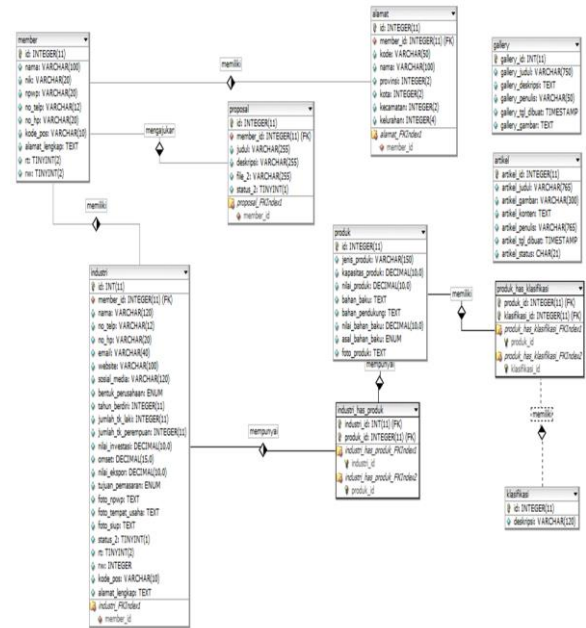 member
id: INTEGER(11)
nama: VARCHAR(100)
nik: VARCHAR(20)
npwp: VARCHAR(20)
no_telp: VARCHAR(12)
no_hp: VARCHAR(20)
kode_pos: VARCHAR(10)
alamat_lengkap: TEXT
rt: TINYINT(2)
rw: TINYINT(2)
memiliki
mengajukan
memiliki
alamat
id: INTEGER(11)
member_id: INTEGER(11) (FK)
kode: VARCHAR(50)
nama: VARCHAR(100)
provinsi: INTEGER(2)
kota: INTEGER(2)
kecamatan: INTEGER(2)
kelurahan: INTEGER(4)
alamat_FKIndex1
member_id
gallery
gallery_id: INT(11)
gallery_judul: VARCHAR(750)
gallery_deskripsi: TEXT
gallery_penulis: VARCHAR(50)
gallery_tgl_dibuat: TIMESTAMP
gallery_gambar: TEXT
proposal
id: INTEGER(11)
member_id: INTEGER(11) (FK)
judul: VARCHAR(255)
deskripsi: VARCHAR(255)
file_2: VARCHAR(255)
status_2: TINYINT(1)
proposal_FKIndex1
member_id
artikel
artikel_id: INTEGER(11)
artikel_judul: VARCHAR(765)
artikel_gambar: VARCHAR(300)
artikel_konten: TEXT
artikel_penulis: VARCHAR(765)
artikel_tgl_dibuat: TIMESTAMP
artikel_status: CHAR(21)
produk
id: INTEGER(11)
jenis_produk: VARCHAR(150)
kapasitas_produk: DECIMAL(10.0)
nilai_produk: DECIMAL(10.0)
bahan_baku: TEXT
bahan_pendukung: TEXT
nilai_bahan_baku: DECIMAL(10.0)
asal_bahan_baku: ENUM
foto_produk: TEXT
memiliki
produk_has_klasifikasi
produk_id: INTEGER(11) (FK)
klasifikasi_id: INTEGER(11) (FK)
produk_has_klasifikasi_FKIndex1
produk_id
produk_has_klasifikasi_FKIndex2
klasifikasi_id
industri
id: INT(11)
member_id: INTEGER(11) (FK)
nama: VARCHAR(120)
no_telp: VARCHAR(12)
no_hp: VARCHAR(20)
email: VARCHAR(40)
website: VARCHAR(100)
sosial_media: VARCHAR(120)
bentuk_perusahaan: ENUM
tahun_berdiri: INTEGER(11)
jumlah_tk_laki: INTEGER(11)
jumlah_tk_perempuan: INTEGER(11)
nilai_investasi: DECIMAL(10.0)
omset: DECIMAL(15.0)
nilai_ekspor: DECIMAL(10.0)
tujuan_pemasaran: ENUM
foto_npwp: TEXT
foto_tempat_usaha: TEXT
foto_siup: TEXT
status_2: TINYINT(1)
rt: TINYINT(2)
rw: INTEGER
kode_pos: VARCHAR(10)
alamat_lengkap: TEXT
industri_FKIndex1
member_id
mempunyai
mempunyai
industri_has_produk
industri_id: INT(11) (FK)
produk_id: INTEGER(11) (FK)
industri_has_produk_FKIndex1
industri_id
industri_has_produk_FKIndex2
produk_id
memiliki
klasifikasi
id: INTEGER(11)
deskripsi: VARCHAR(120)